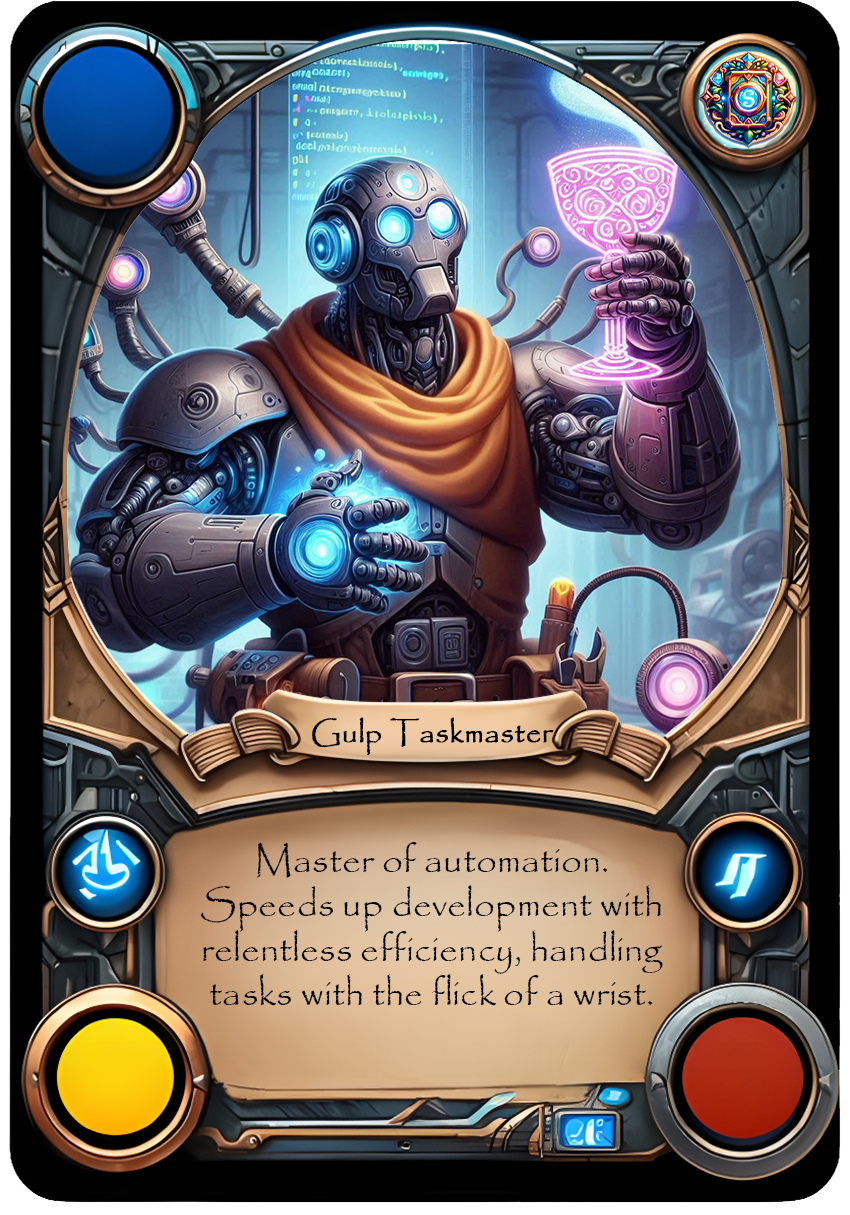 Gulp Taskmaster
Master of automation.
Speeds up development with
relentless efficiency, handling
tasks with the flick of a wrist.